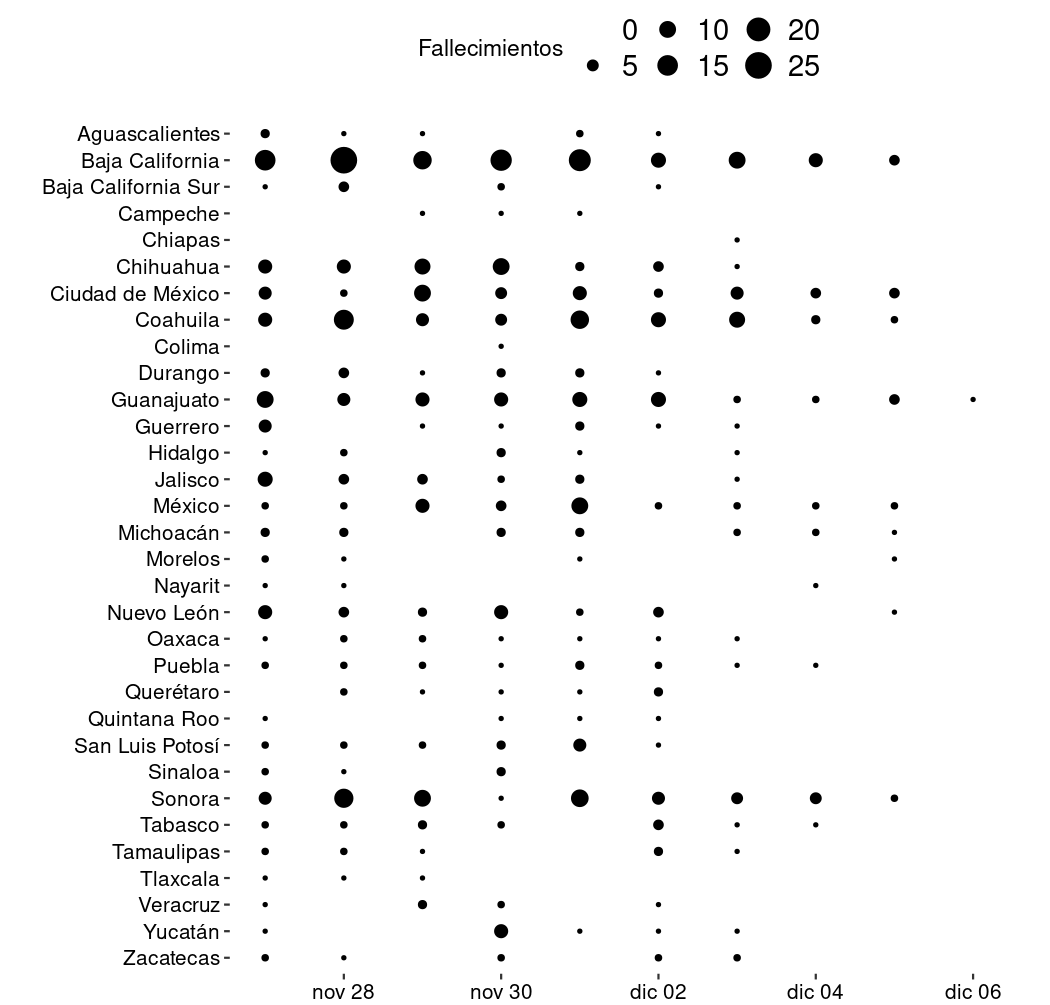 Fallecimientos
0 10 20
5 15 25
Aguascalientes
Baja California
Baja California Sur
Campeche
Chiapas
Chihuahua
Ciudad de México
Coahuila
Colima
Durango
Guanajuato
Guerrero
Hidalgo
Jalisco
México
Michoacán
Morelos
Nayarit
Nuevo León
Oaxaca
Puebla
Querétaro
Quintana Roo
San Luis Potosí
Sinaloa
Sonora
Tabasco
Tamaulipas
Tlaxcala
Veracruz
Yucatán
Zacatecas
nov 28 nov 30 dic 02 dic 04 dic 06